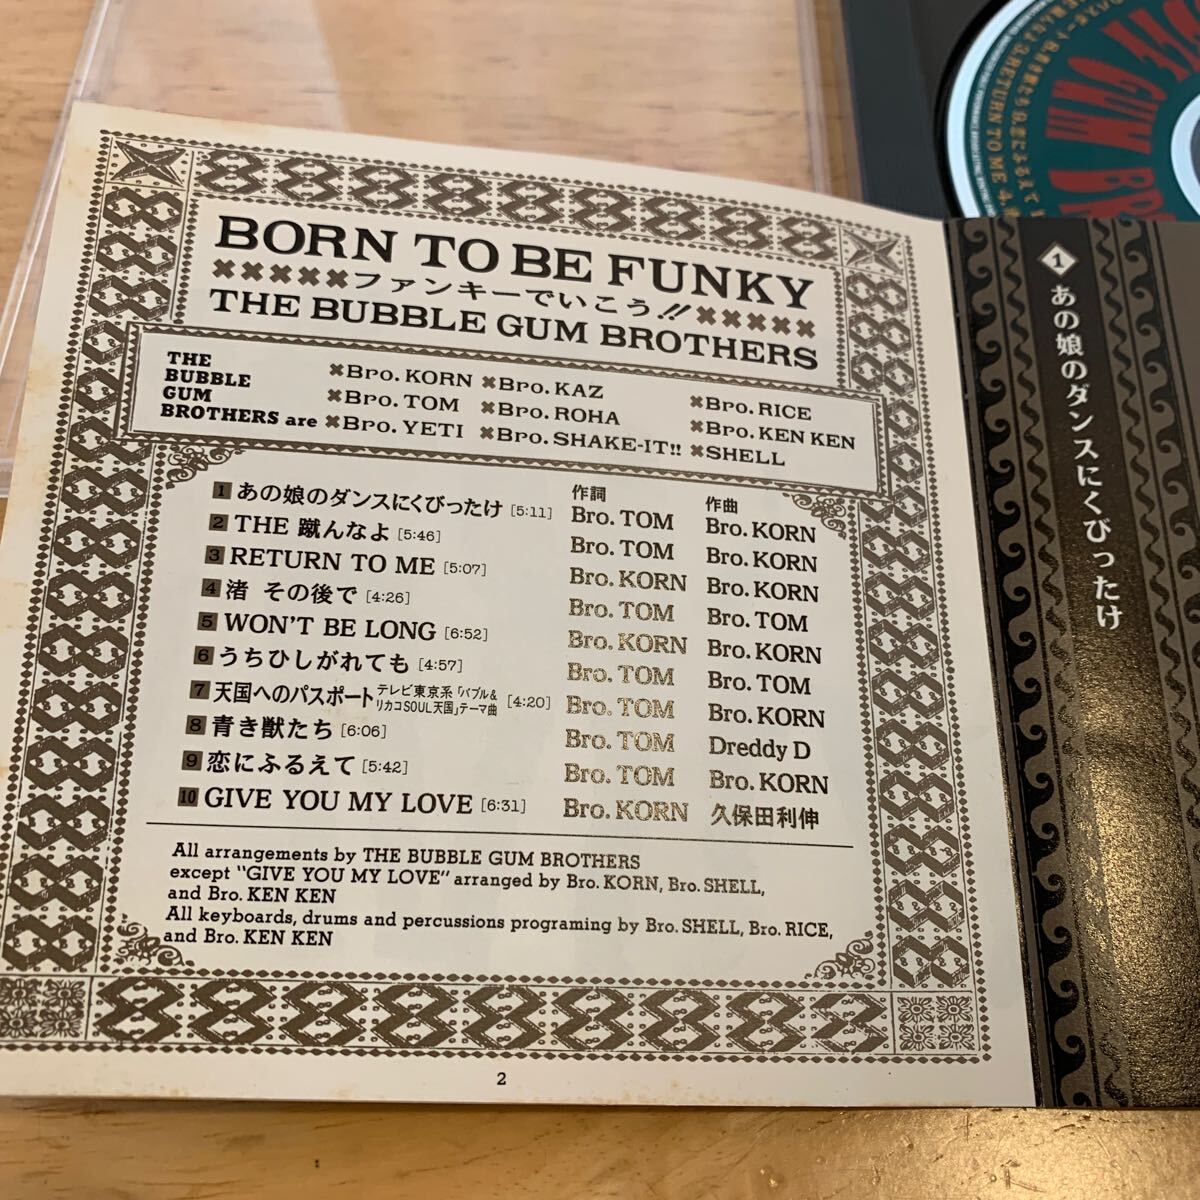 BORN TO BE FUNKY
×××××ファンキーでいこう!!×××××
THE BUBBLE GUM BROTHERS
THE
BUBBLE
GUM
BROTHERS are
×Bro. KORN ×Bro. KAZ ×Bro. RICE
×Bro. TOM ×Bro. ROHA ×Bro. KEN KEN
×Bro. YETI ×Bro. SHAKE-IT!! ×SHELL
作詞 作曲
1 あの娘のダンスにくびったけ [5:11] Bro. TOM Bro. KORN
2 THE 蹴んなよ [5:46] Bro. TOM Bro. KORN
3 RETURN TO ME [5:07] Bro. KORN Bro. KORN
4 渚 その後で [4:26] Bro. TOM Bro. TOM
5 WON'T BE LONG [6:52] Bro. KORN Bro. KORN
6 うちひしがれても [4:57] Bro. TOM Bro. TOM
7 天国へのパスポート テレビ東京系「バブル&リカコSOUL天国」テーマ曲 [4:20] Bro. TOM Bro. KORN
8 青き獣たち [6:06] Bro. TOM Dreddy D
9 恋にふるえて [5:42] Bro. TOM Bro. KORN
10 GIVE YOU MY LOVE [6:31] Bro. KORN 久保田利伸
All arrangements by THE BUBBLE GUM BROTHERS
except "GIVE YOU MY LOVE" arranged by Bro. KORN, Bro. SHELL,
and Bro. KEN KEN
All keyboards, drums and percussions programing by Bro. SHELL, Bro. RICE,
and Bro. KEN KEN
2
1 あの娘のダンスにくびったけ
GUM
RETURN TO ME